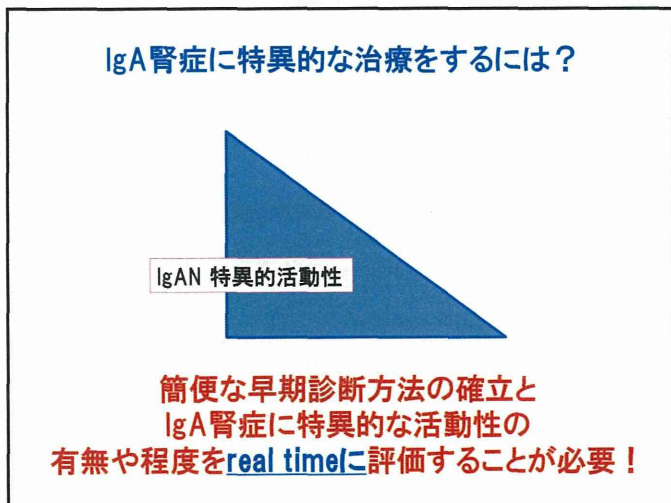 IgA腎症に特異的な治療をするには？
IgAN 特異的活動性
簡便な早期診断方法の確立と
IgA腎症に特異的な活動性の
有無や程度をreal timeに評価することが必要！